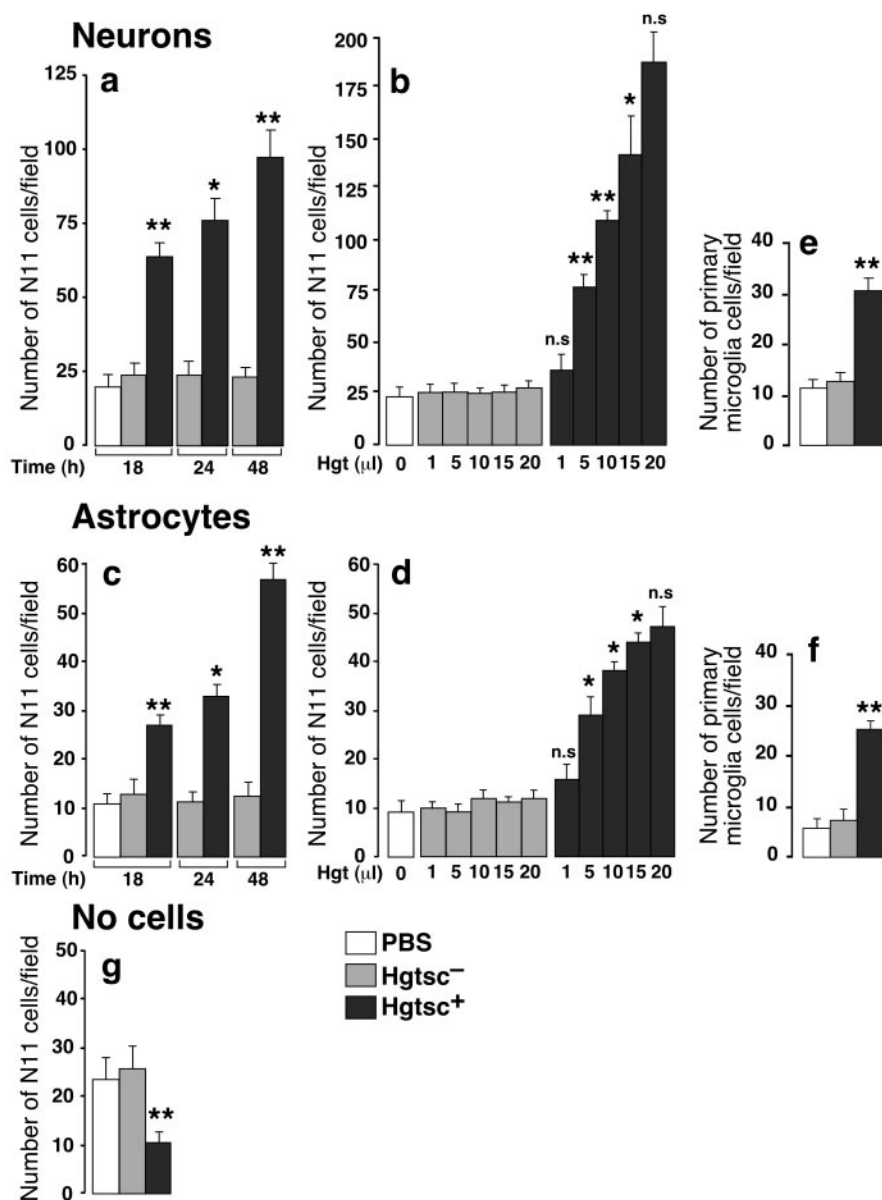 Neurons
a
Number of N11 cells/field
125
100
75
50
25
0
** * **
Time (h) 18 24 48
b
Number of N11 cells/field
200
175
150
125
175
75
50
25
0
n.s ** ** * n.s
Hgt (μl) 0 1 5 10 15 20 1 5 10 15 20
e
Number of primary
microglia cells/field
40
30
20
10
0
**
Astrocytes
c
Number of N11 cells/field
60
50
40
30
20
10
0
** * **
Time (h) 18 24 48
d
Number of N11 cells/field
60
50
40
30
20
10
0
n.s * * * n.s
Hgt (μl) 0 1 5 10 15 20 1 5 10 15 20
f
Number of primary
microglia cells/field
40
30
20
10
0
**
No cells
g
Number of N11 cells/field
50
40
30
20
10
0
**
PBS
Hgtsc−
Hgtsc+